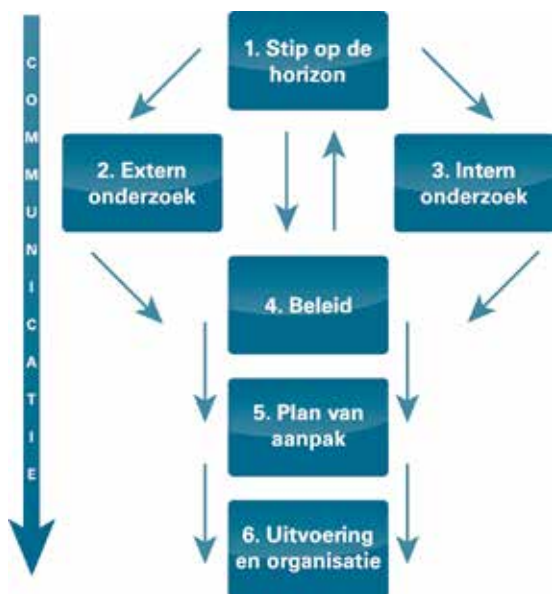 COMMUNICATIE
1. Stip op de
horizon
2. Extern
onderzoek
3. Intern
onderzoek
4. Beleid
5. Plan van
aanpak
6. Uitvoering
en organisatie